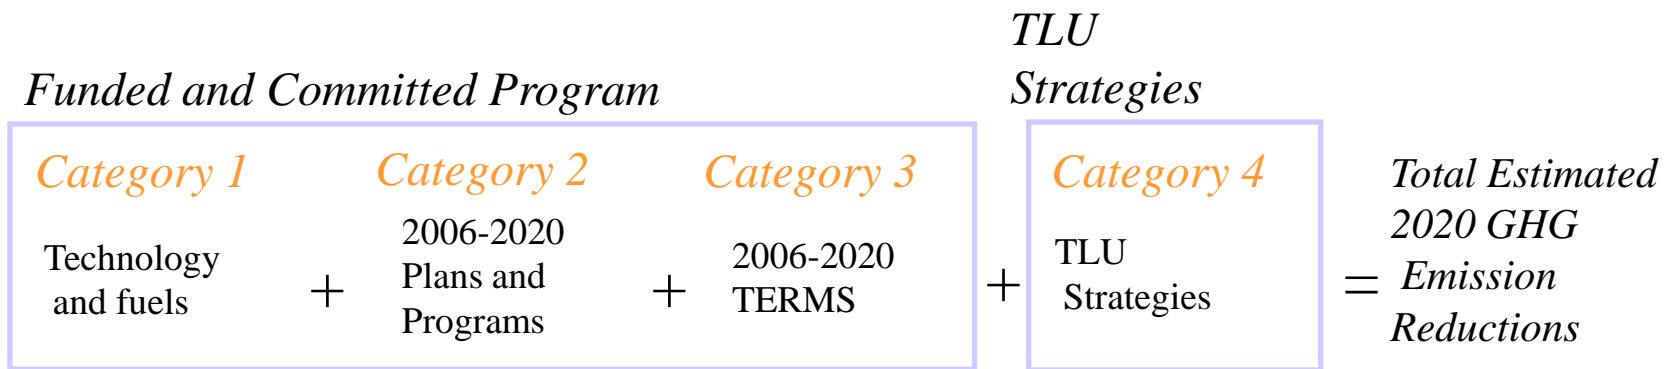 TLU
Strategies
Funded and Committed Program
Category 1
Technology
and fuels
+
Category 2
2006-2020
Plans and
Programs
+
Category 3
2006-2020
TERMS
+
Category 4
TLU
Strategies
=
Total Estimated
2020 GHG
Emission
Reductions